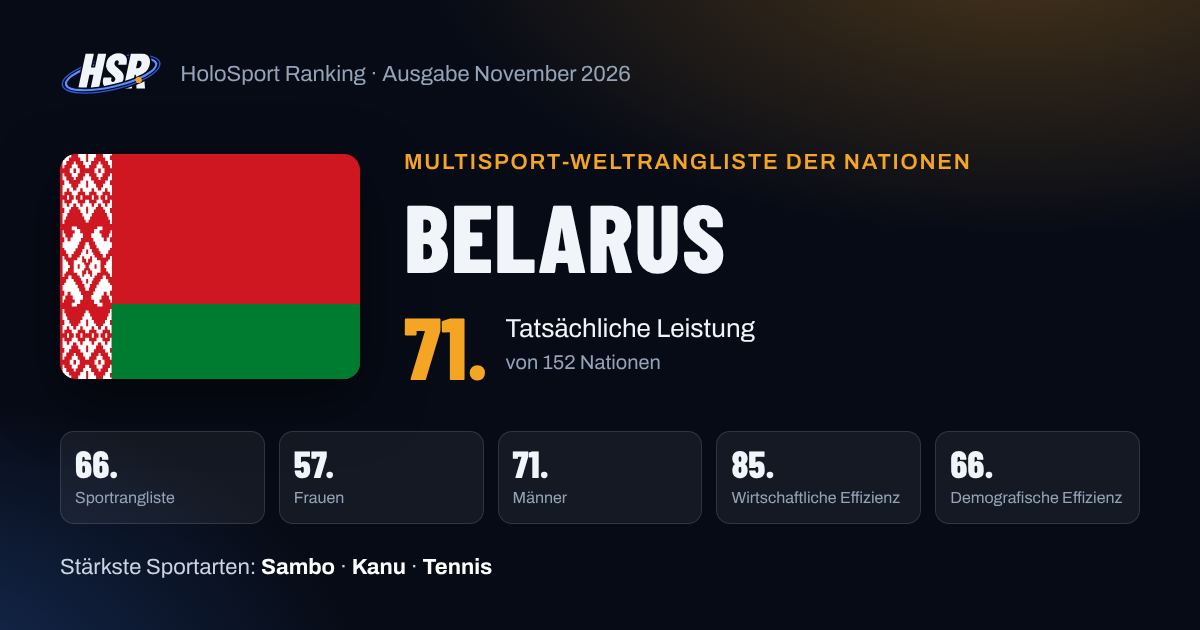 HSR
HoloSport Ranking · Ausgabe November 2026
MULTISPORT-WELTRANGLISTE DER NATIONEN
BELARUS
71.
Tatsächliche Leistung
von 152 Nationen
66.
Sportrangliste
57.
Frauen
71.
Männer
85.
Wirtschaftliche Effizienz
66.
Demografische Effizienz
Stärkste Sportarten: Sambo · Kanu · Tennis